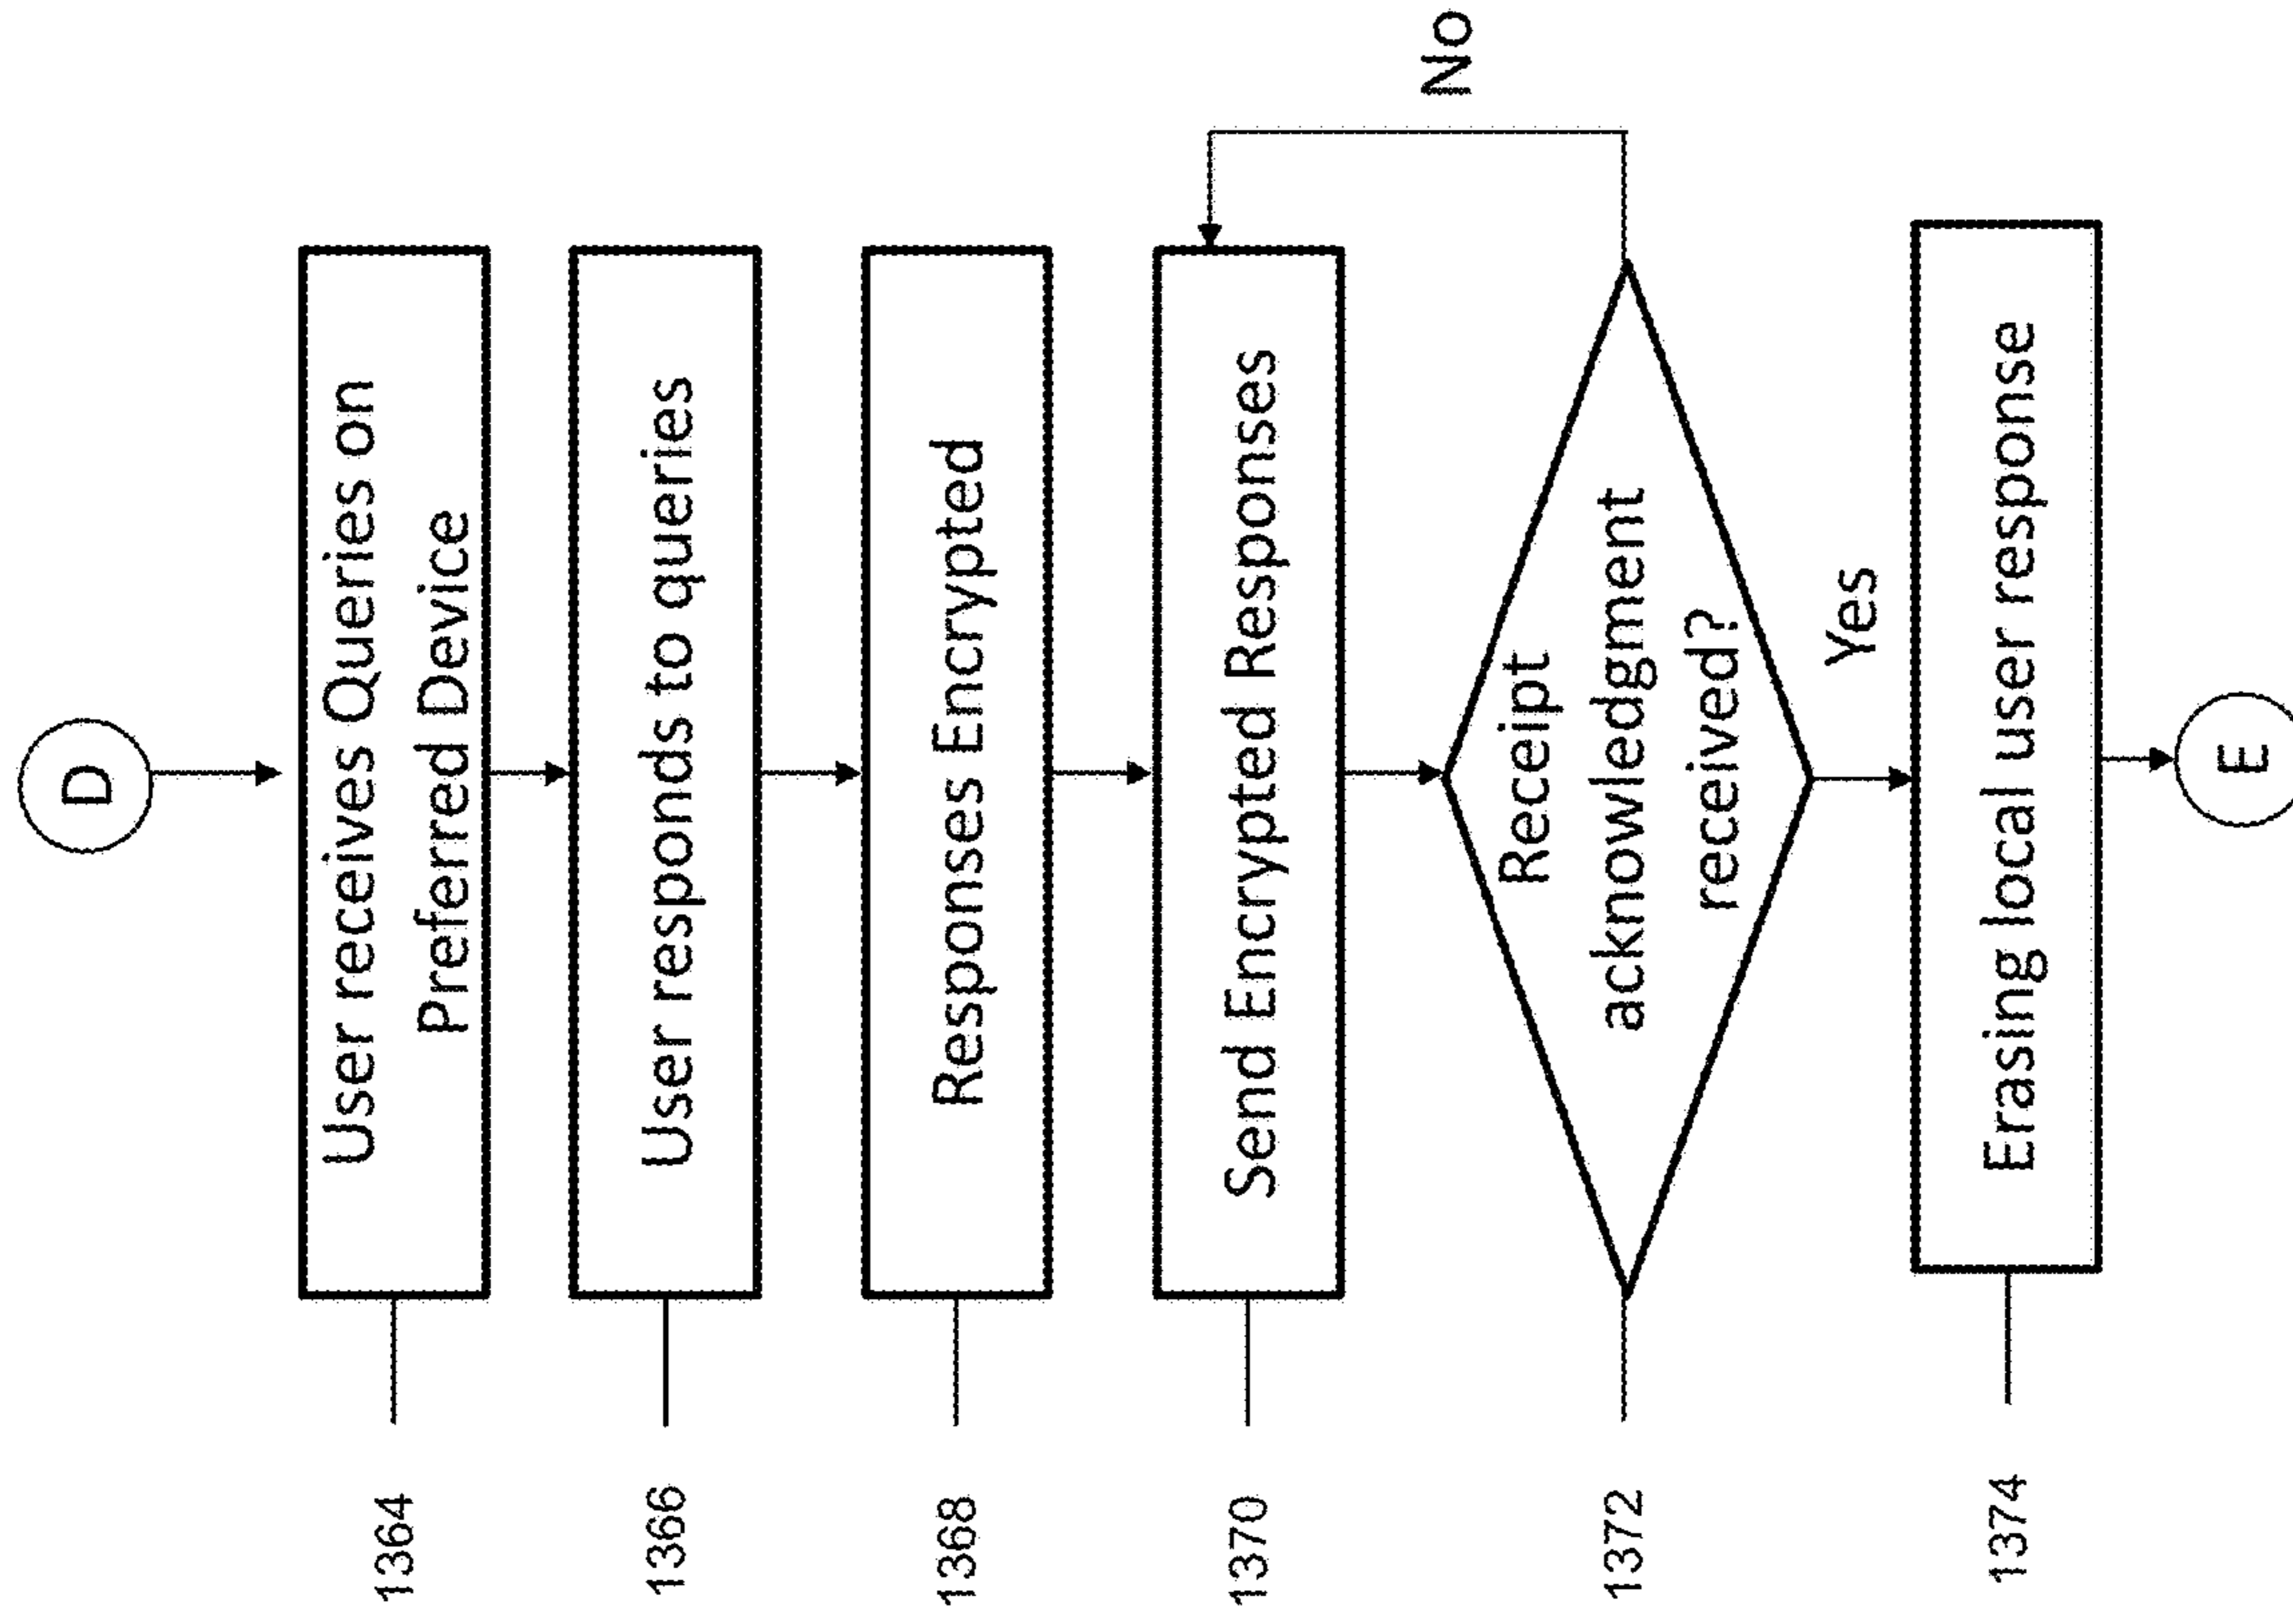 D
1364
User receives Queries on
Preferred Device
1366
User responds to queries
1368
Responses Encrypted
1370
Send Encrypted Responses
1372
Receipt
acknowledgment
received?
No
Yes
1374
Erasing local user response
E